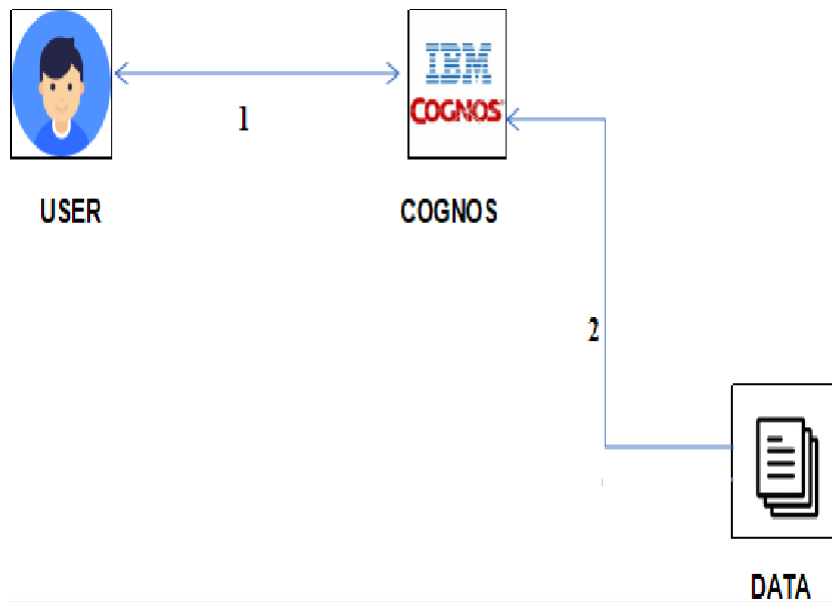 IBM
COGNOS
1
USER
COGNOS
2
DATA